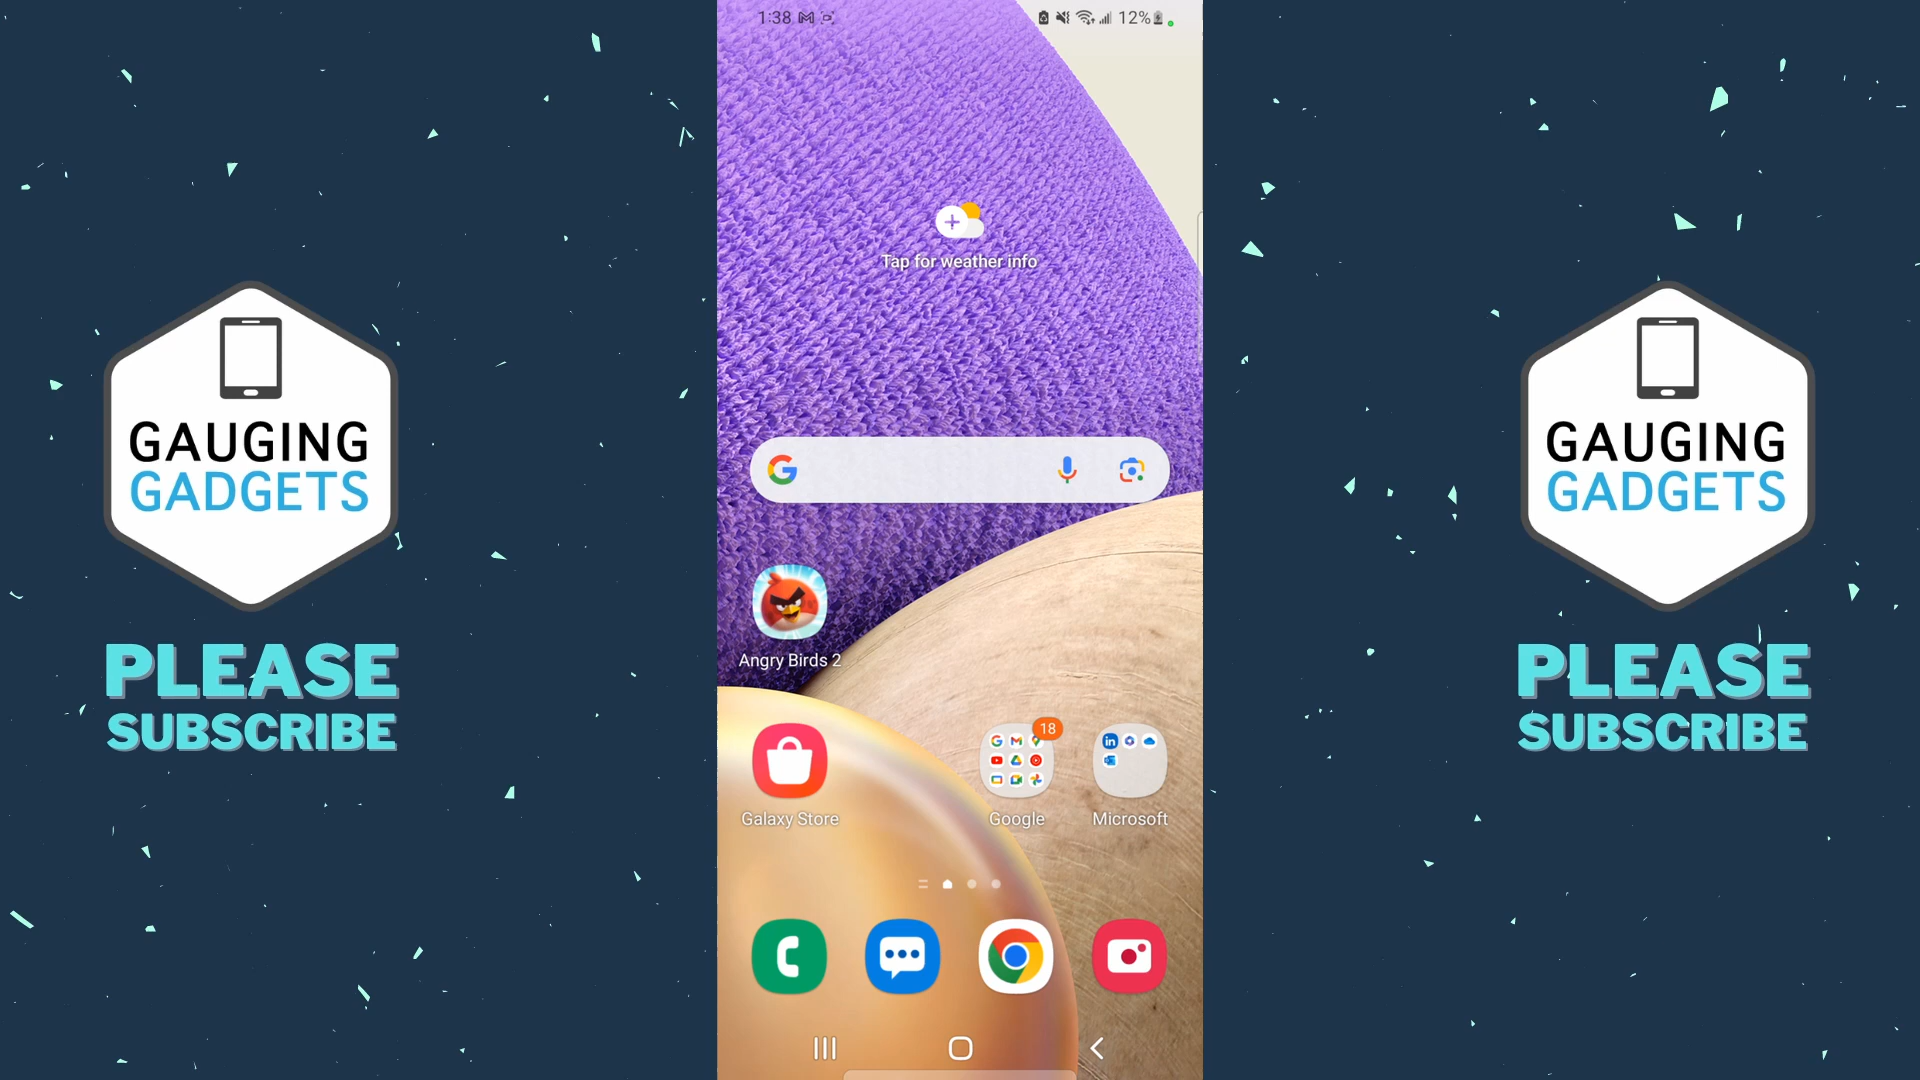 1:38
12%
Tap for weather info
Angry Birds 2
18
Galaxy Store
Google
Microsoft
GAUGING
GADGETS
PLEASE
SUBSCRIBE
GAUGING
GADGETS
PLEASE
SUBSCRIBE